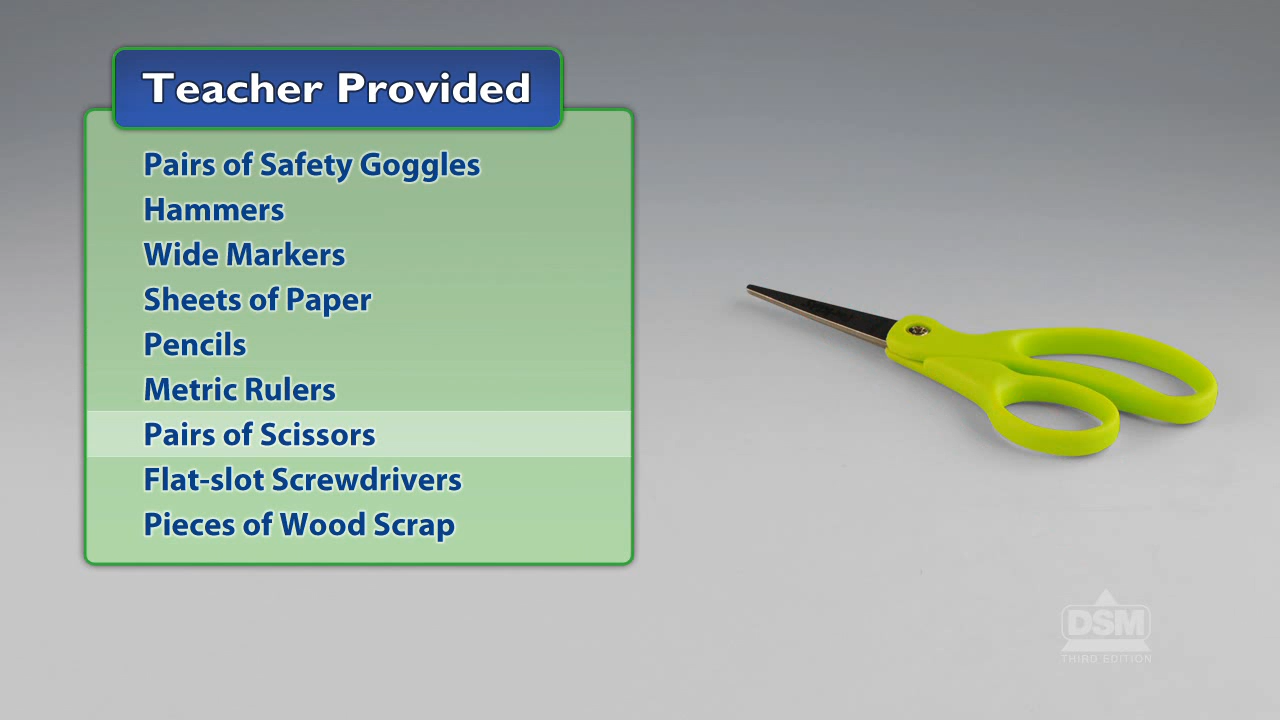 Teacher Provided
Pairs of Safety Goggles
Hammers
Wide Markers
Sheets of Paper
Pencils
Metric Rulers
Pairs of Scissors
Flat-slot Screwdrivers
Pieces of Wood Scrap
DSM
THIRD EDITION